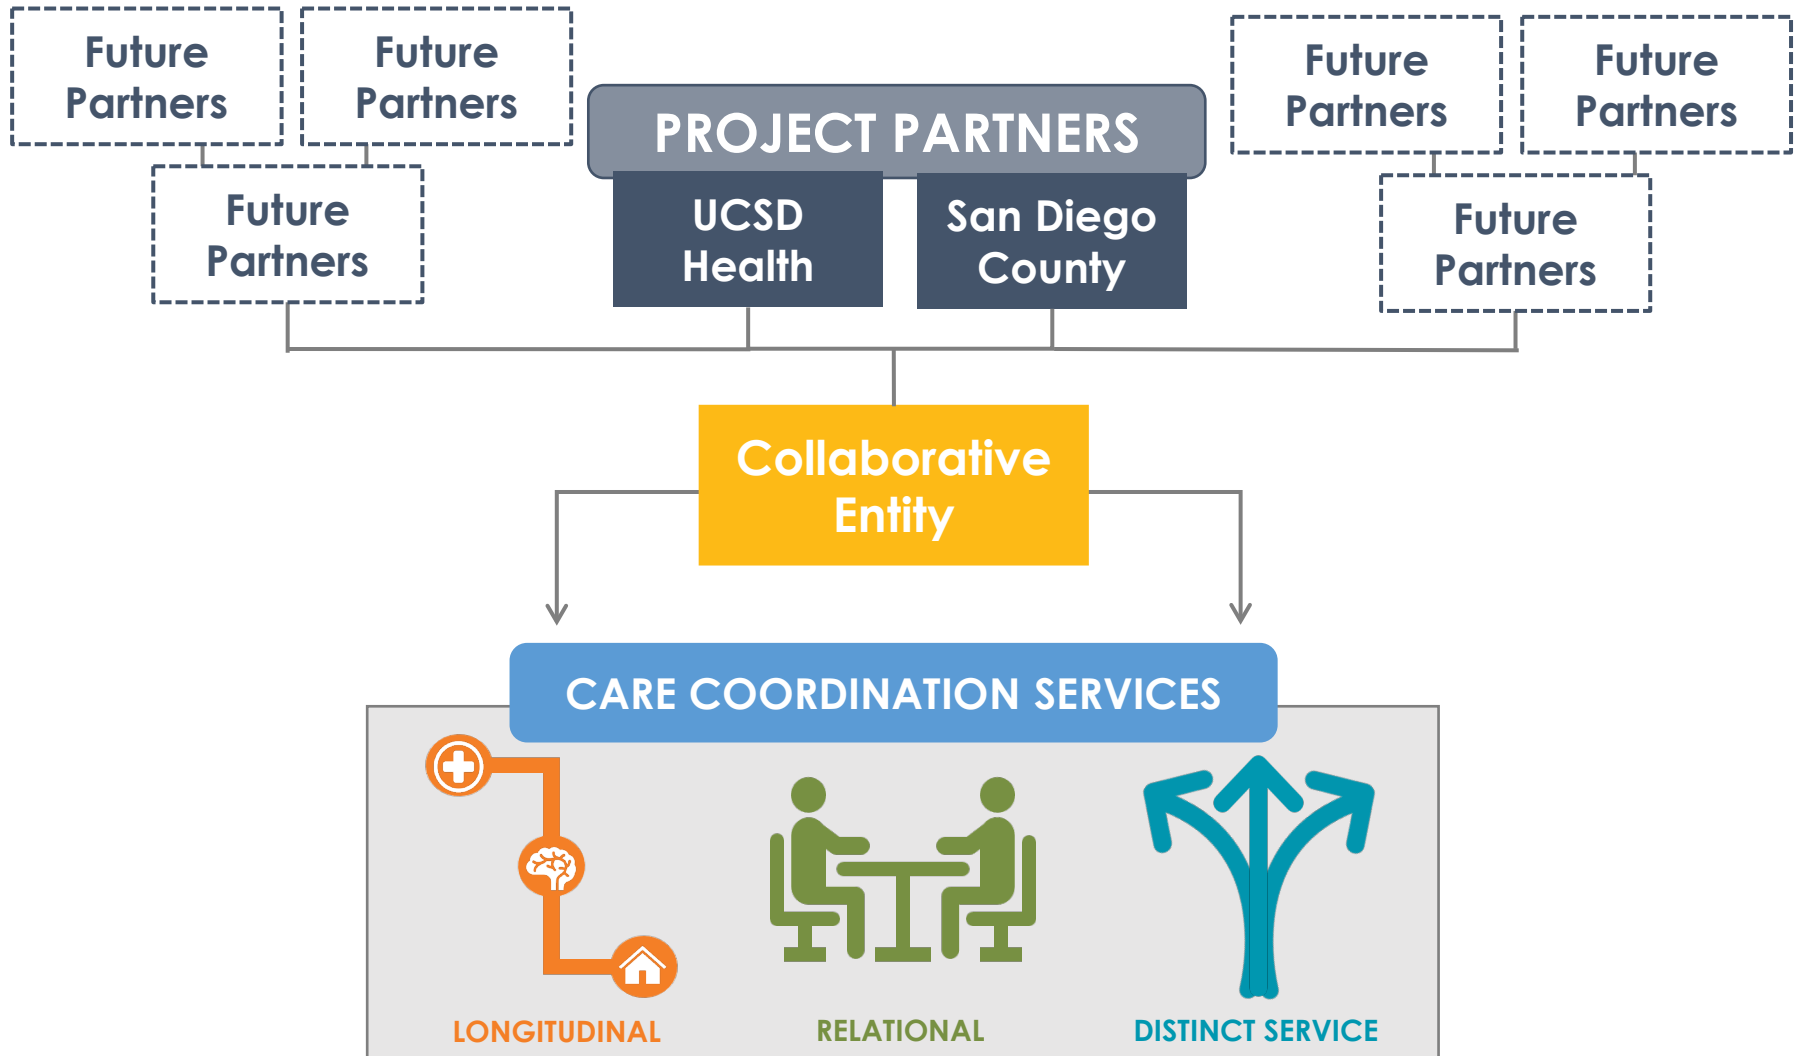 Future
Partners
Future
Partners
Future
Partners
PROJECT PARTNERS
UCSD
Health
San Diego
County
Future
Partners
Future
Partners
Future
Partners
Collaborative
Entity
CARE COORDINATION SERVICES
LONGITUDINAL
RELATIONAL
DISTINCT SERVICE